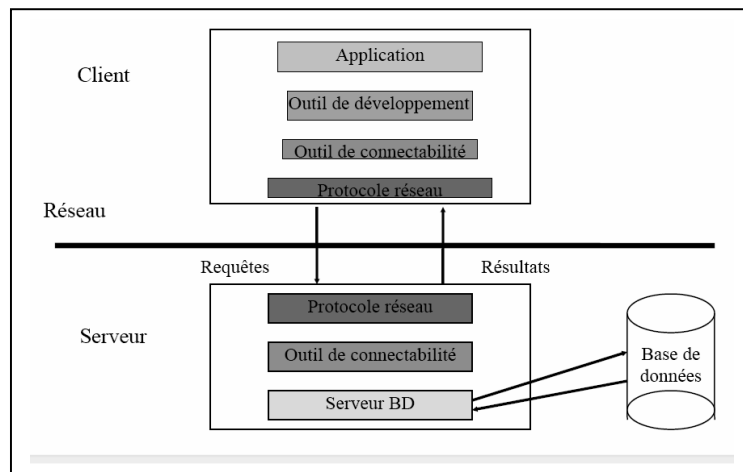 Client
Application
Outil de développement
Outil de connectabilité
Protocole réseau
Réseau
Requêtes
Résultats
Serveur
Protocole réseau
Outil de connectabilité
Serveur BD
Base de
données